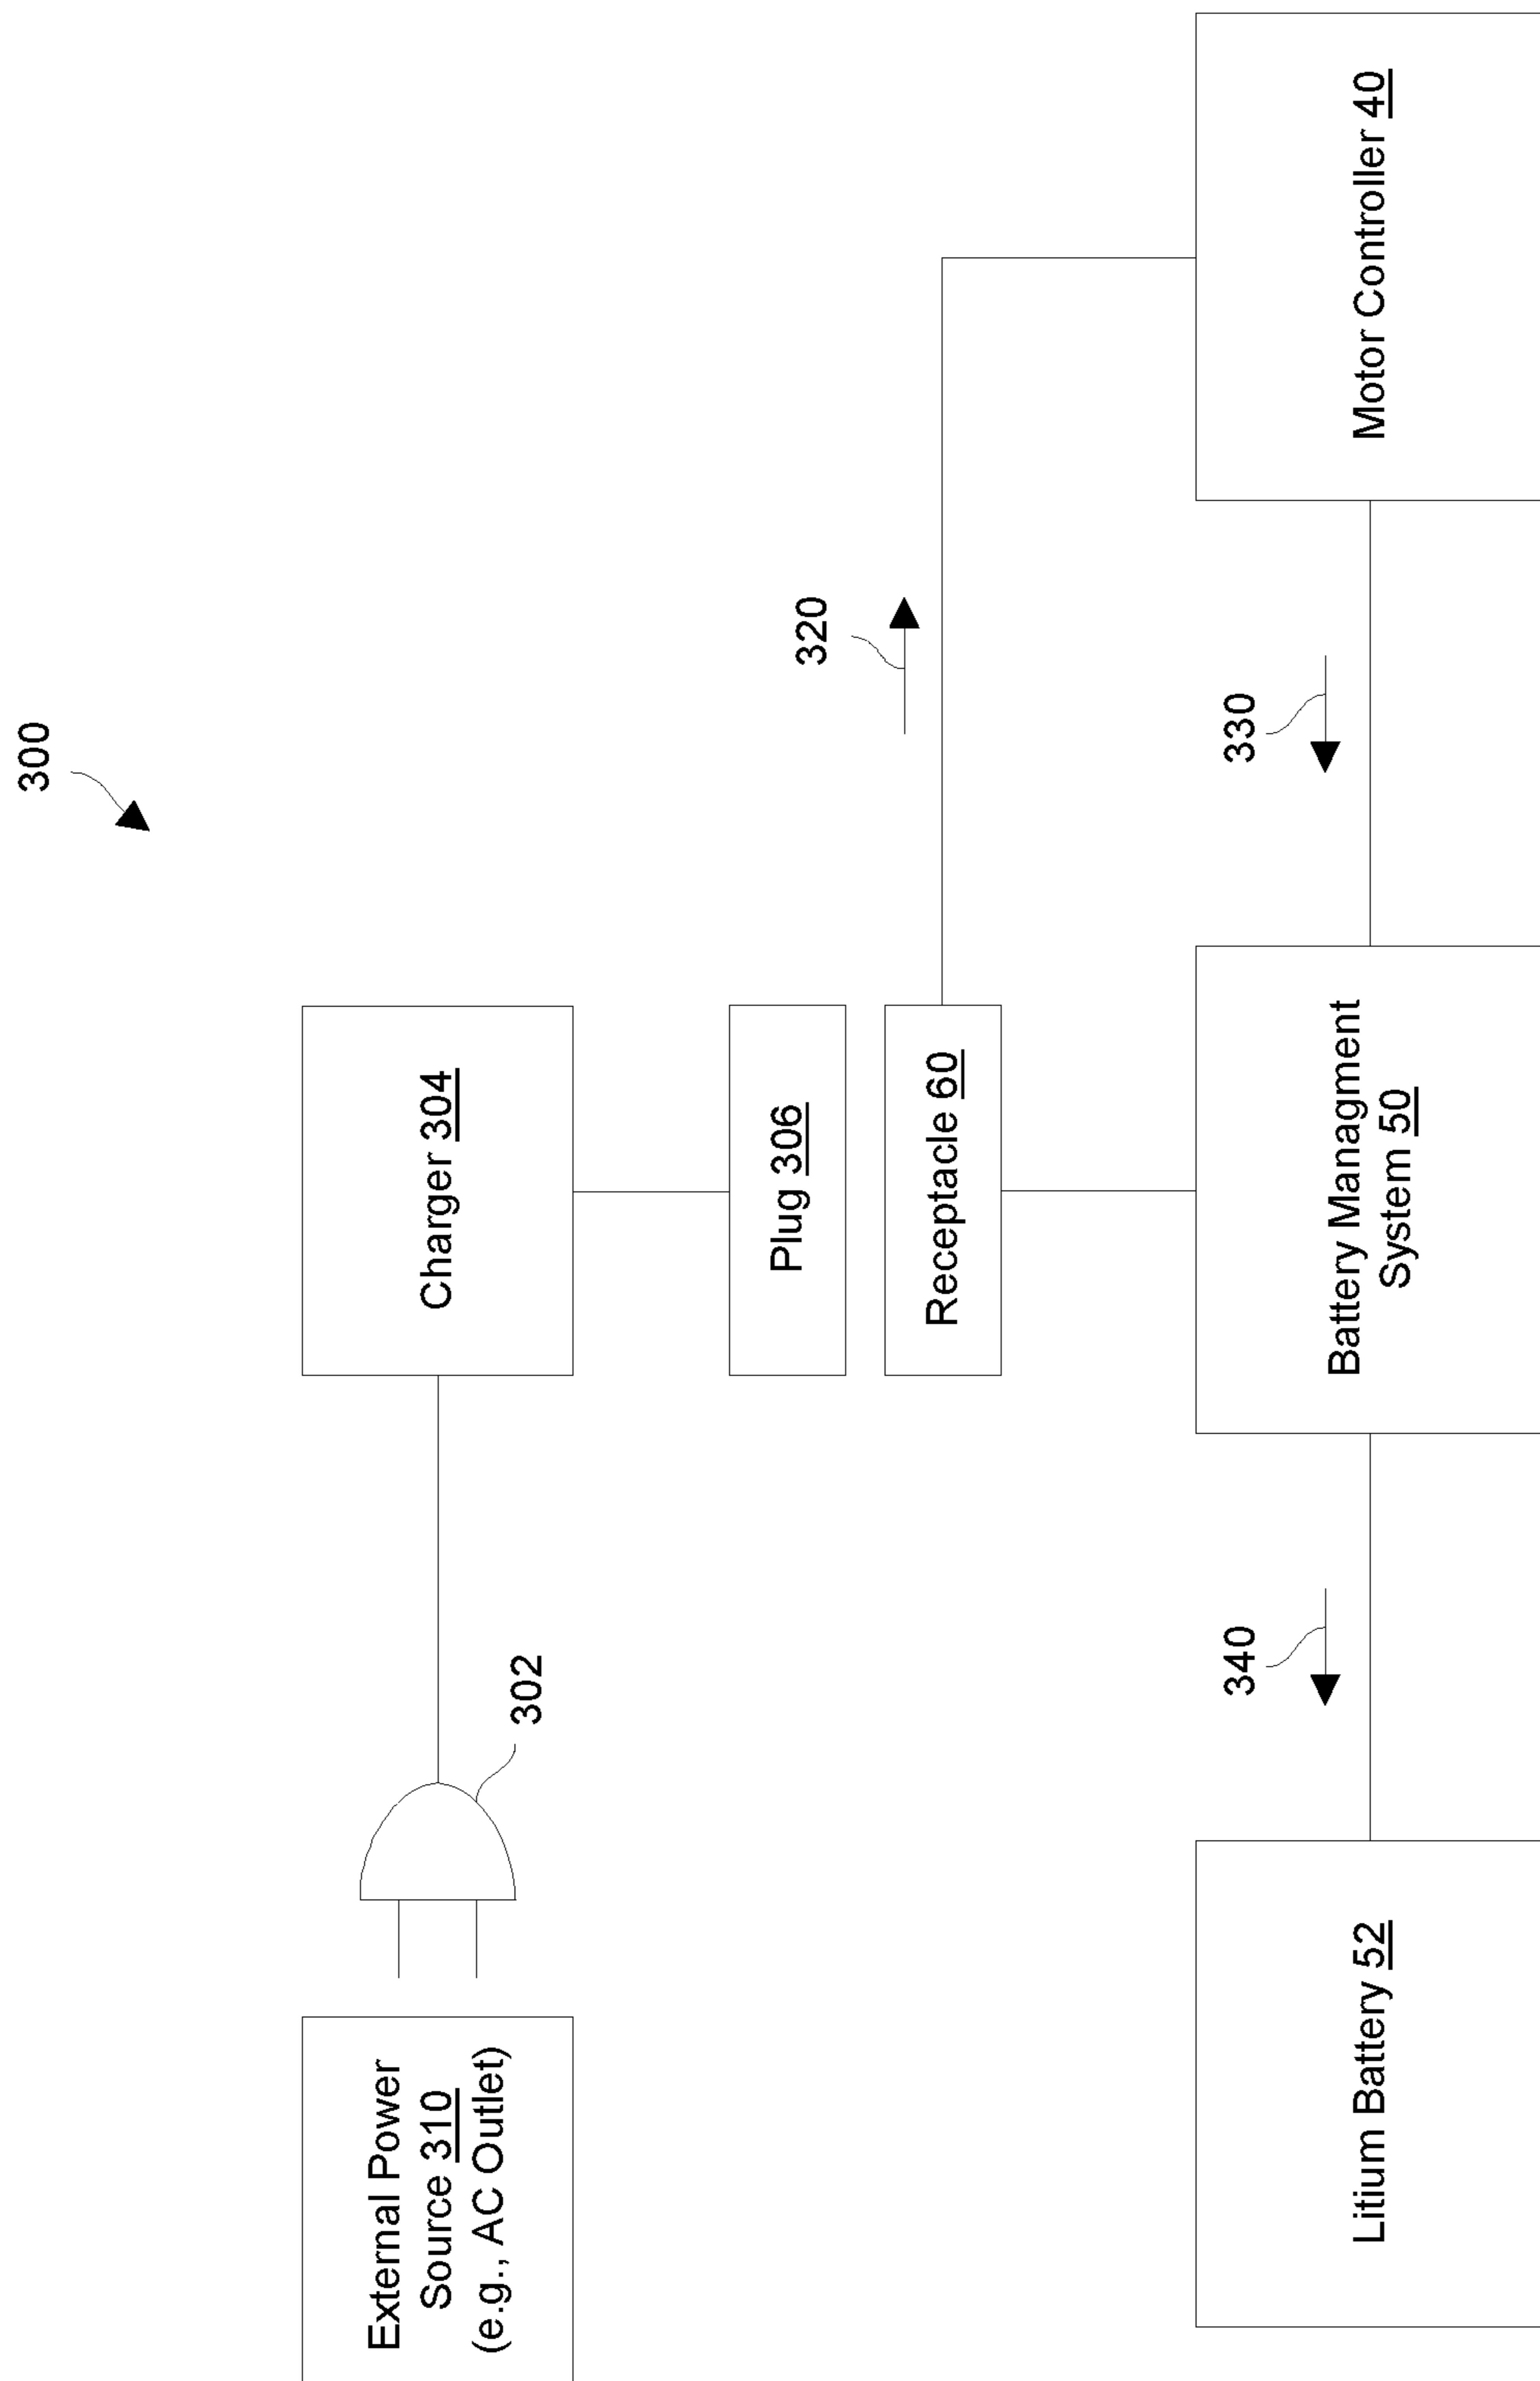 300
External Power
Source 310
(e.g., AC Outlet)
302
Charger 304
Plug 306
320
Receptacle 60
340
330
Litium Battery 52
Battery Managment
System 50
Motor Controller 40